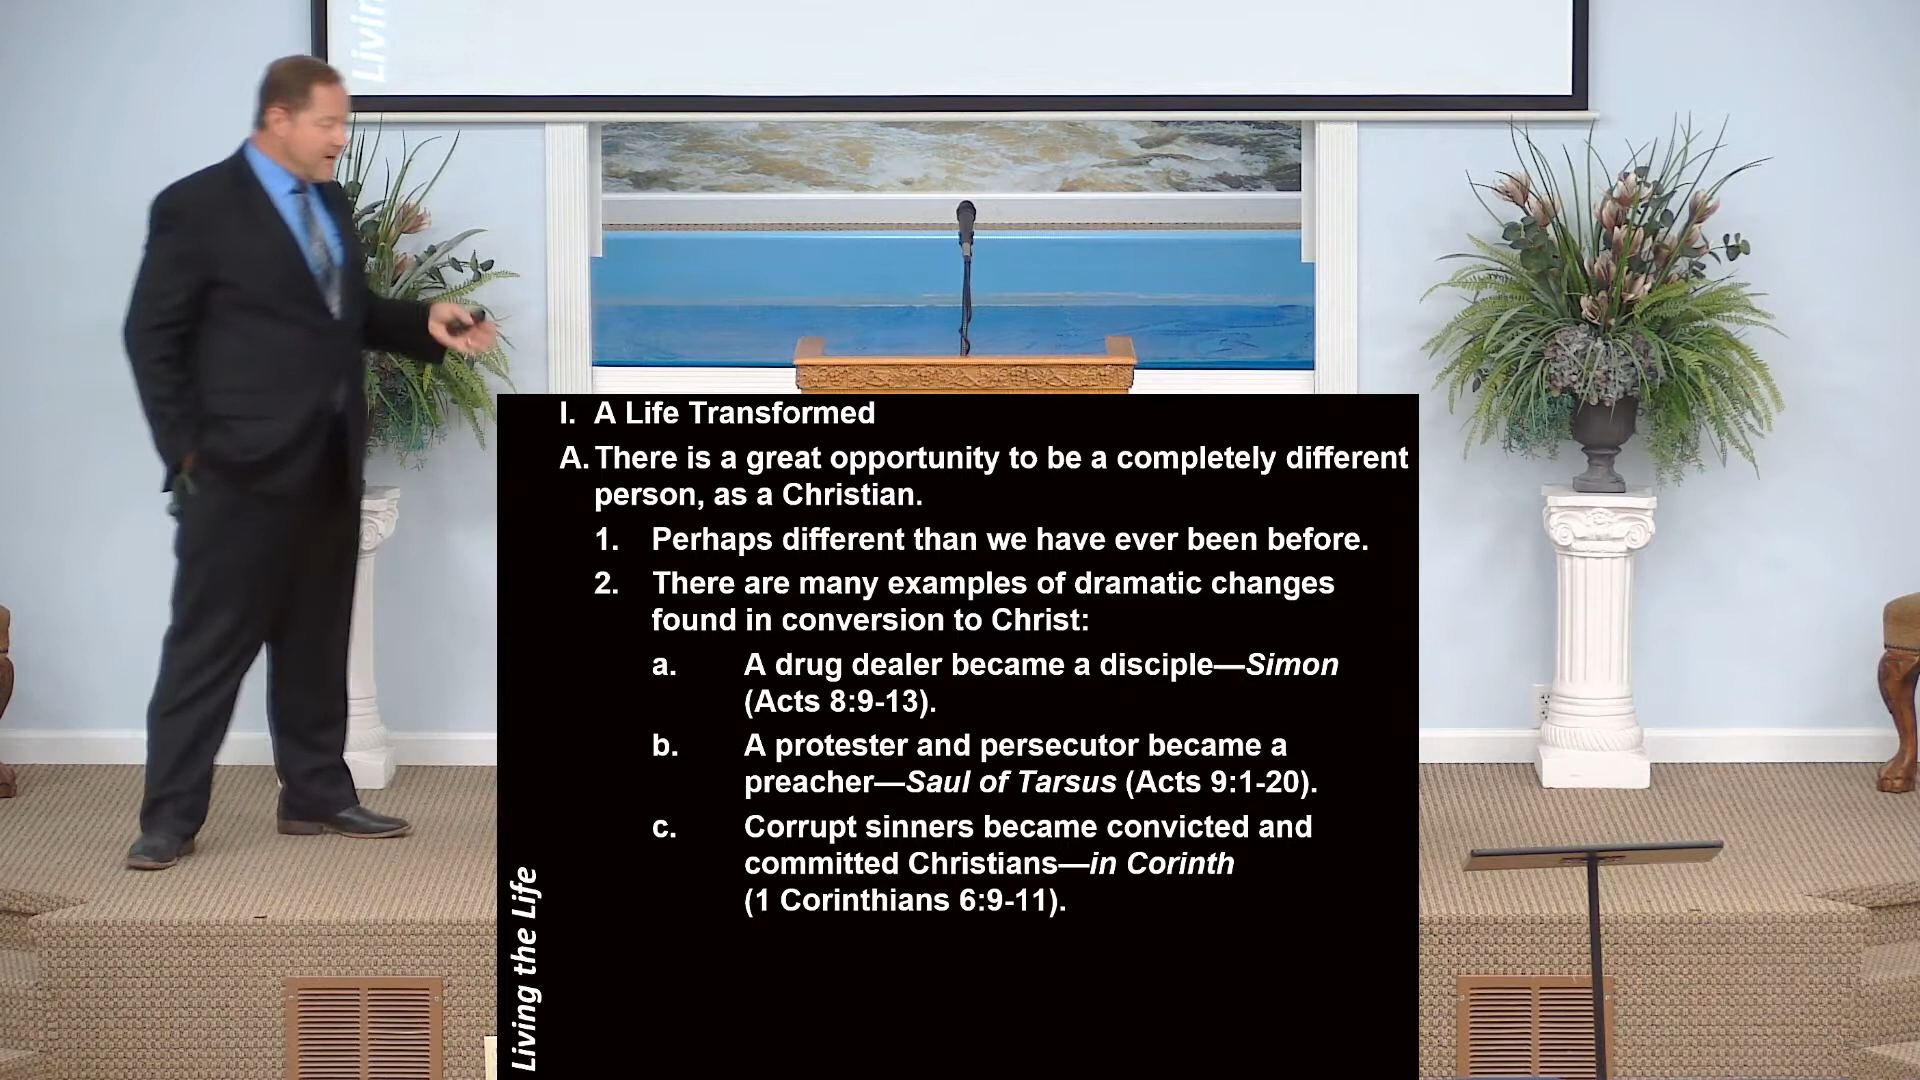 Livin
I. A Life Transformed
A. There is a great opportunity to be a completely different
person, as a Christian.
1. Perhaps different than we have ever been before.
2. There are many examples of dramatic changes
found in conversion to Christ:
a. A drug dealer became a disciple—Simon
(Acts 8:9-13).
b. A protester and persecutor became a
preacher—Saul of Tarsus (Acts 9:1-20).
c. Corrupt sinners became convicted and
committed Christians—in Corinth
(1 Corinthians 6:9-11).
Living the Life